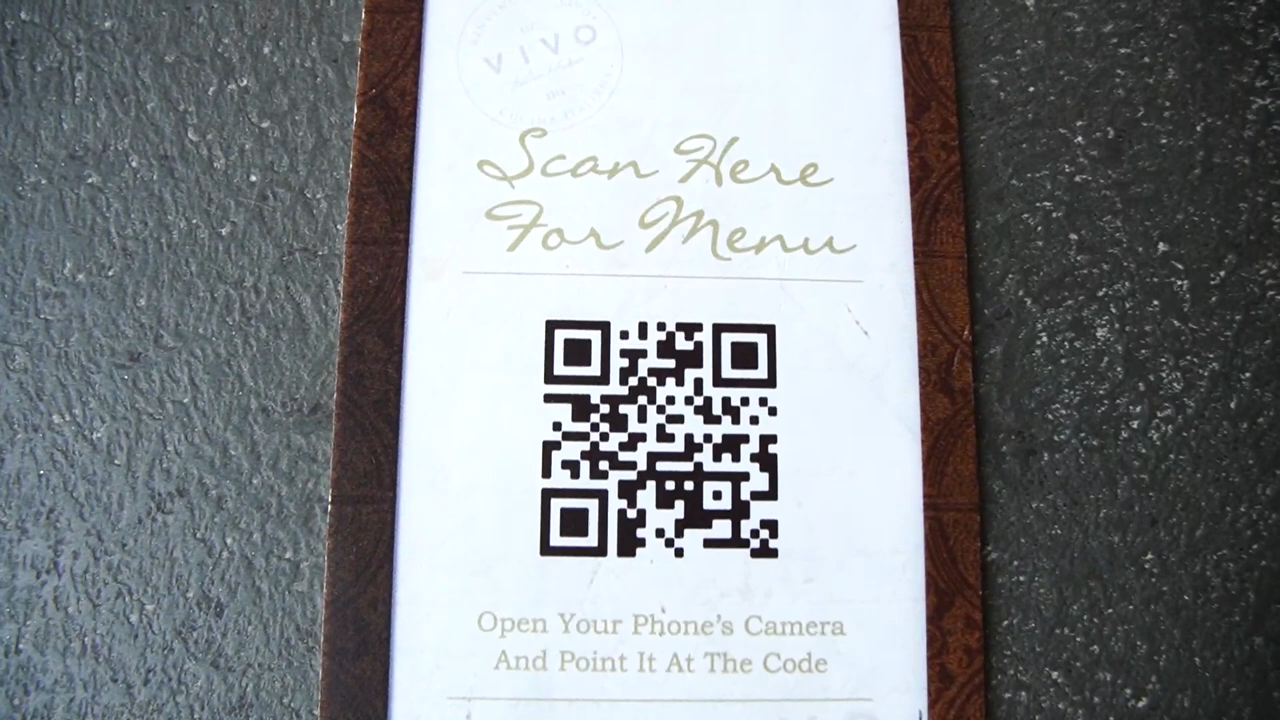 VIVO
Scan Here
For Menu
Open Your Phone's Camera
And Point It At The Code